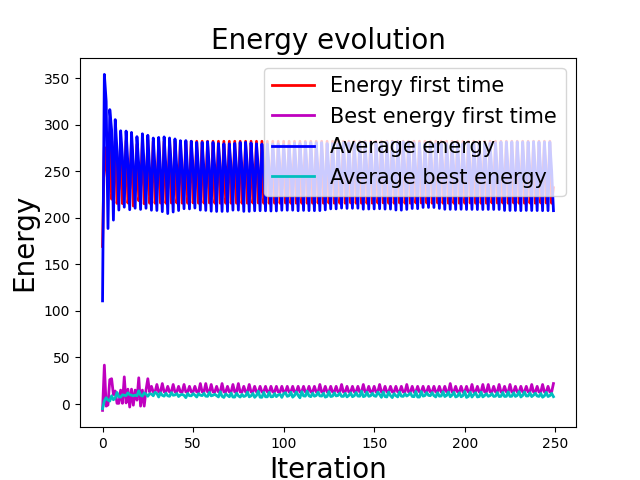 Energy evolution
Energy
350
300
250
200
150
100
50
0
Energy first time
Best energy first time
Average energy
Average best energy
0 50 100 150 200 250
Iteration